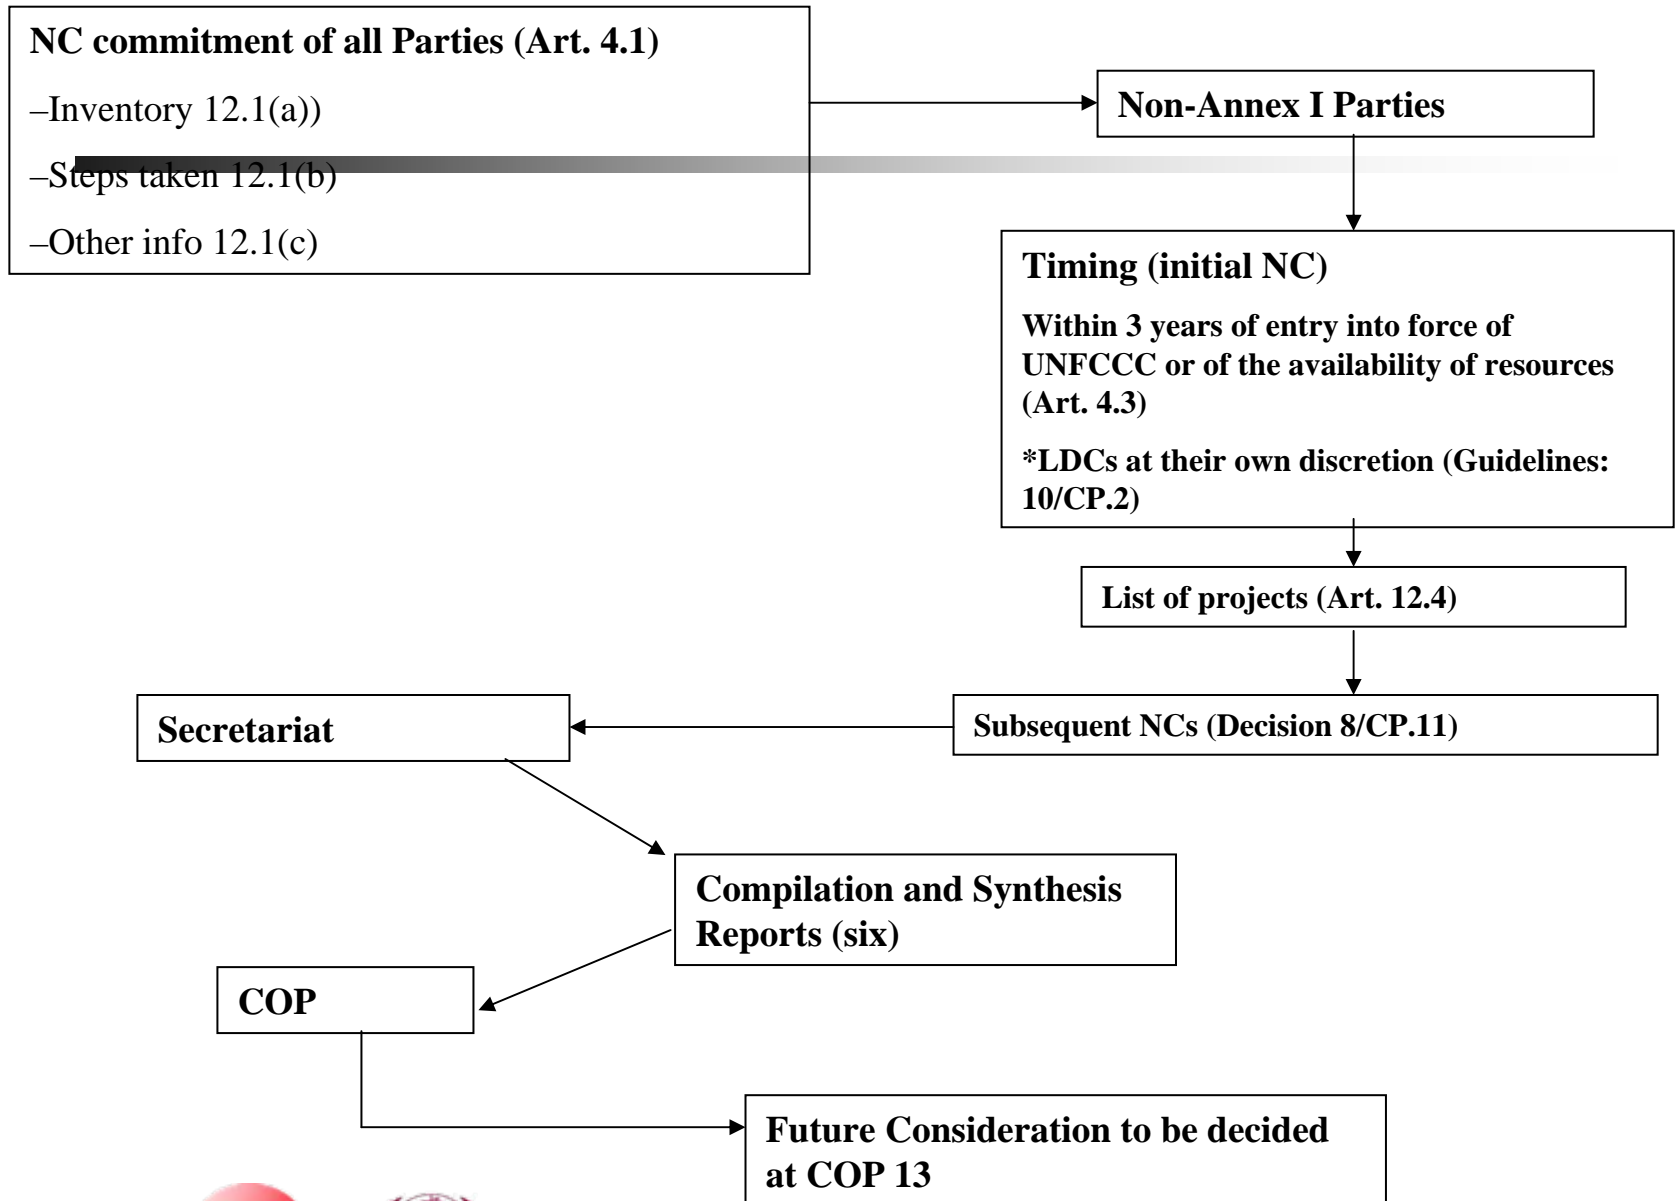 NC commitment of all Parties (Art. 4.1)
–Inventory 12.1(a))
–Steps taken 12.1(b)
–Other info 12.1(c)
Non-Annex I Parties
Timing (initial NC)
Within 3 years of entry into force of
UNFCCC or of the availability of resources
(Art. 4.3)
*LDCs at their own discretion (Guidelines:
10/CP.2)
List of projects (Art. 12.4)
Subsequent NCs (Decision 8/CP.11)
Secretariat
Compilation and Synthesis
Reports (six)
COP
Future Consideration to be decided
at COP 13